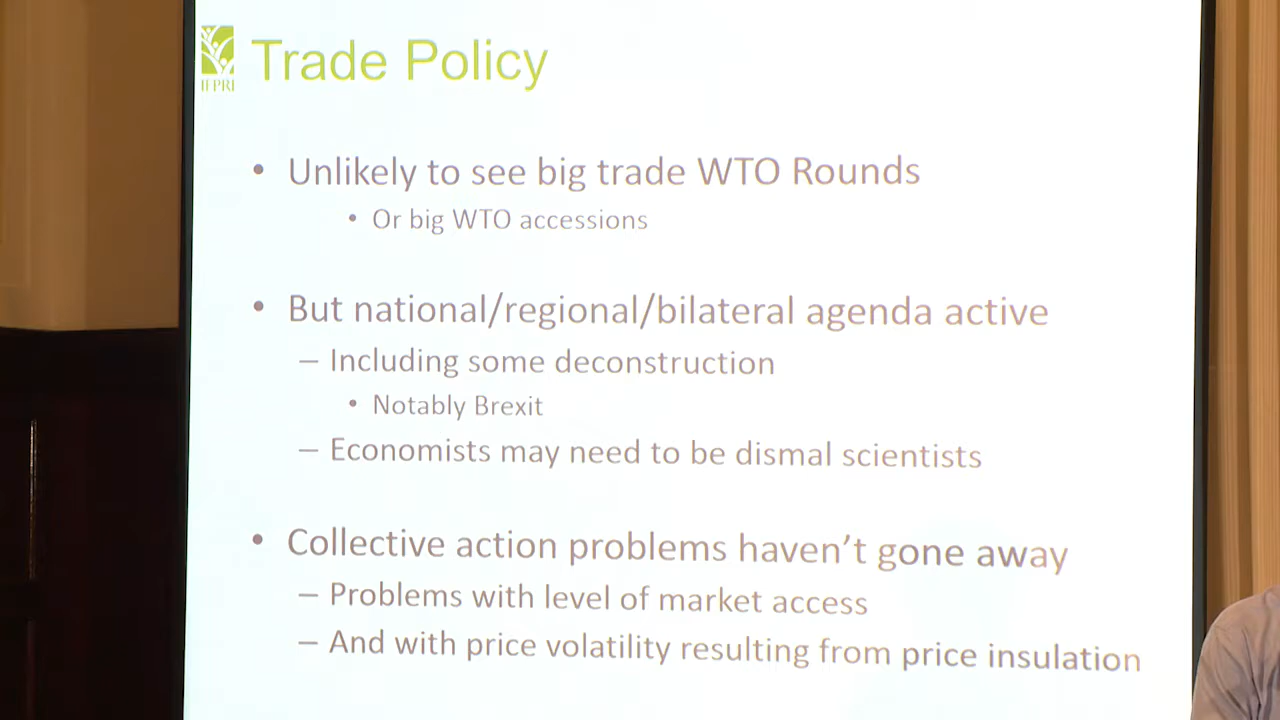 IFPRI
Trade Policy
• Unlikely to see big trade WTO Rounds
• Or big WTO accessions
• But national/regional/bilateral agenda active
– Including some deconstruction
• Notably Brexit
– Economists may need to be dismal scientists
• Collective action problems haven't gone away
– Problems with level of market access
– And with price volatility resulting from price insulation